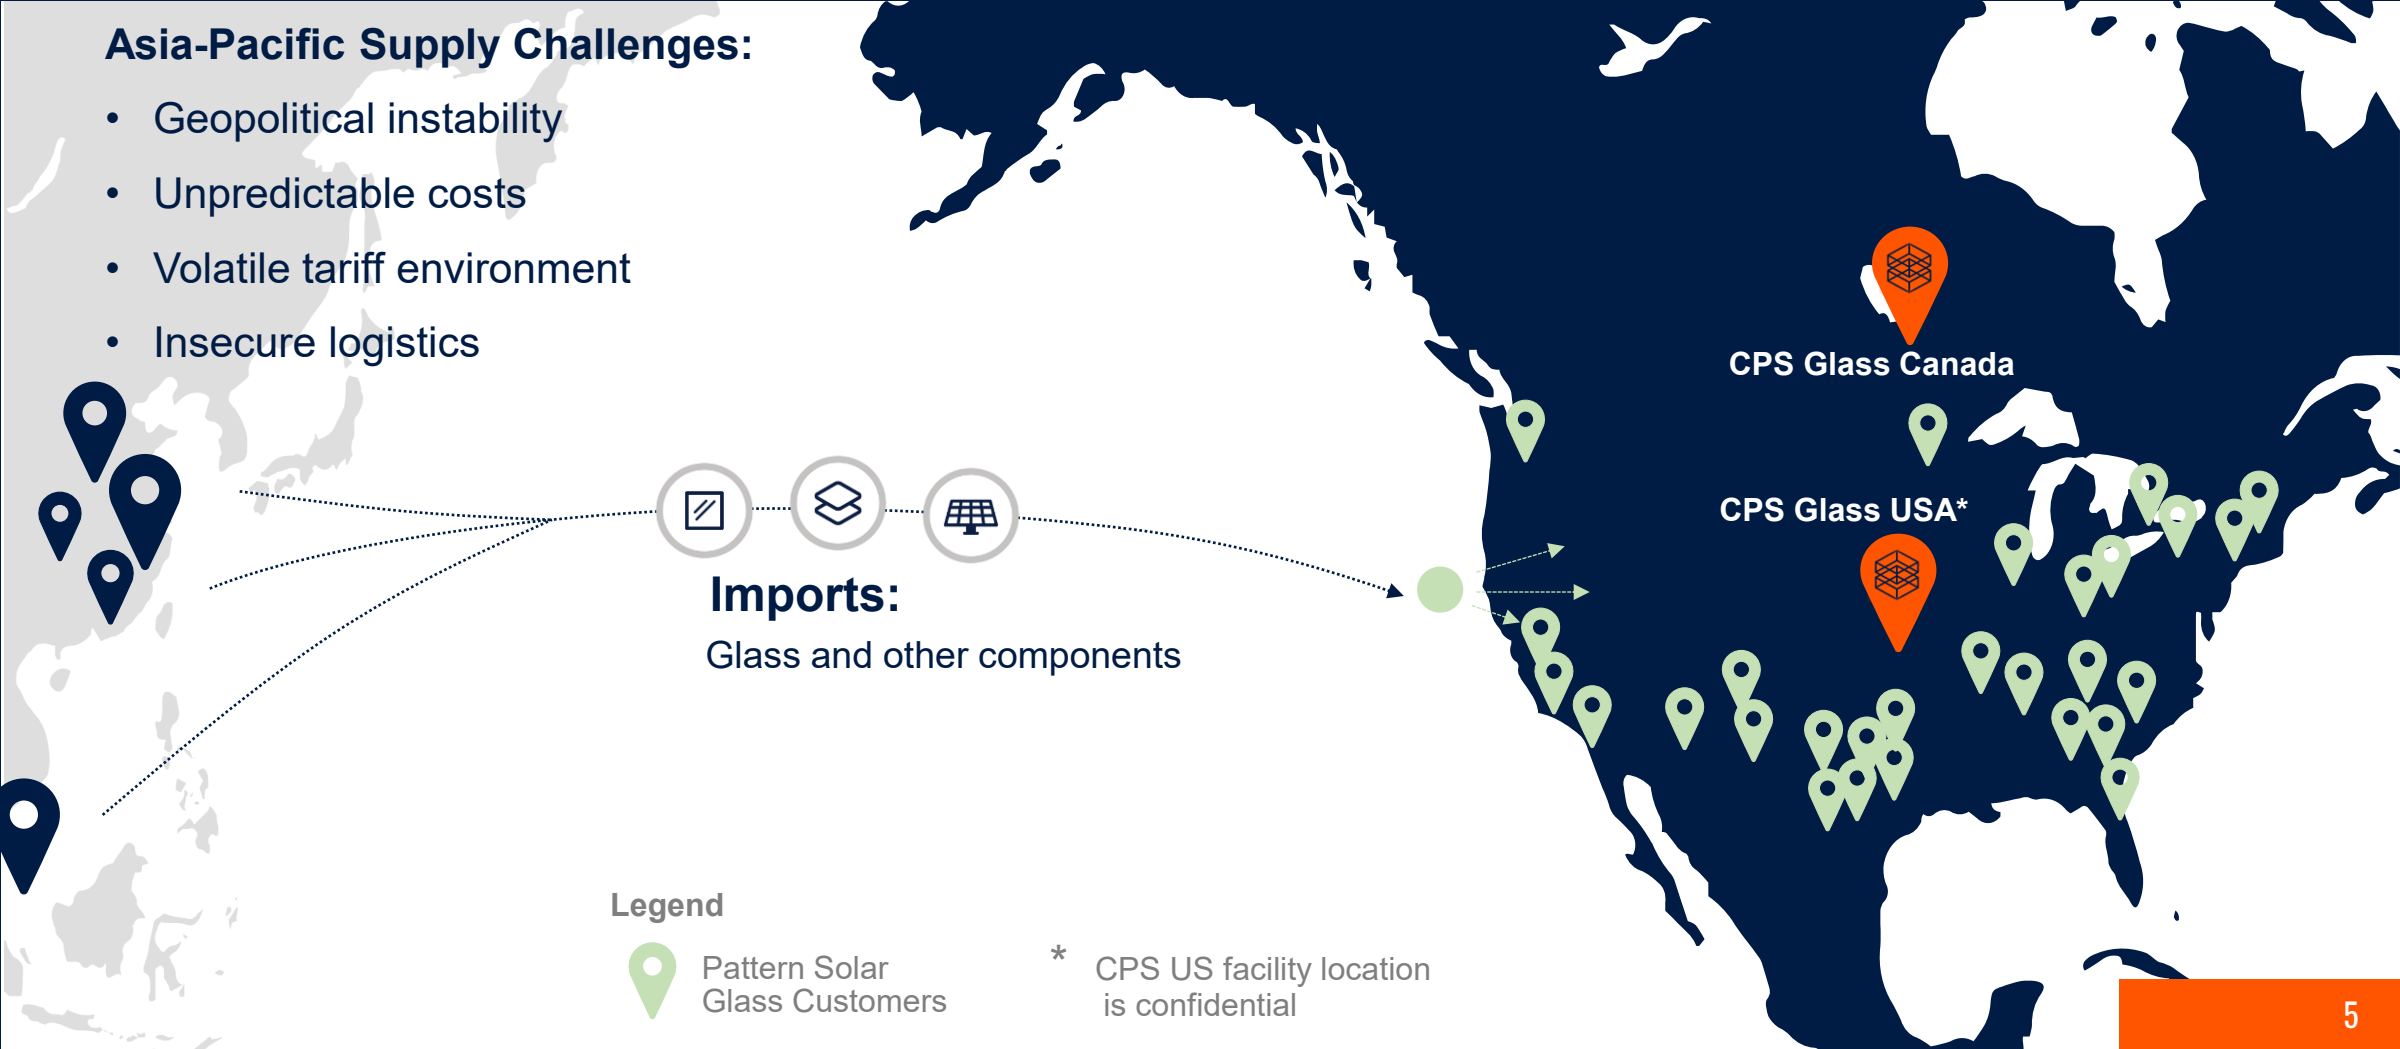 Asia-Pacific Supply Challenges:
• Geopolitical instability
• Unpredictable costs
• Volatile tariff environment
• Insecure logistics
CPS Glass Canada
CPS Glass USA*
Imports:
Glass and other components
Legend
Pattern Solar
Glass Customers
* CPS US facility location
is confidential
5